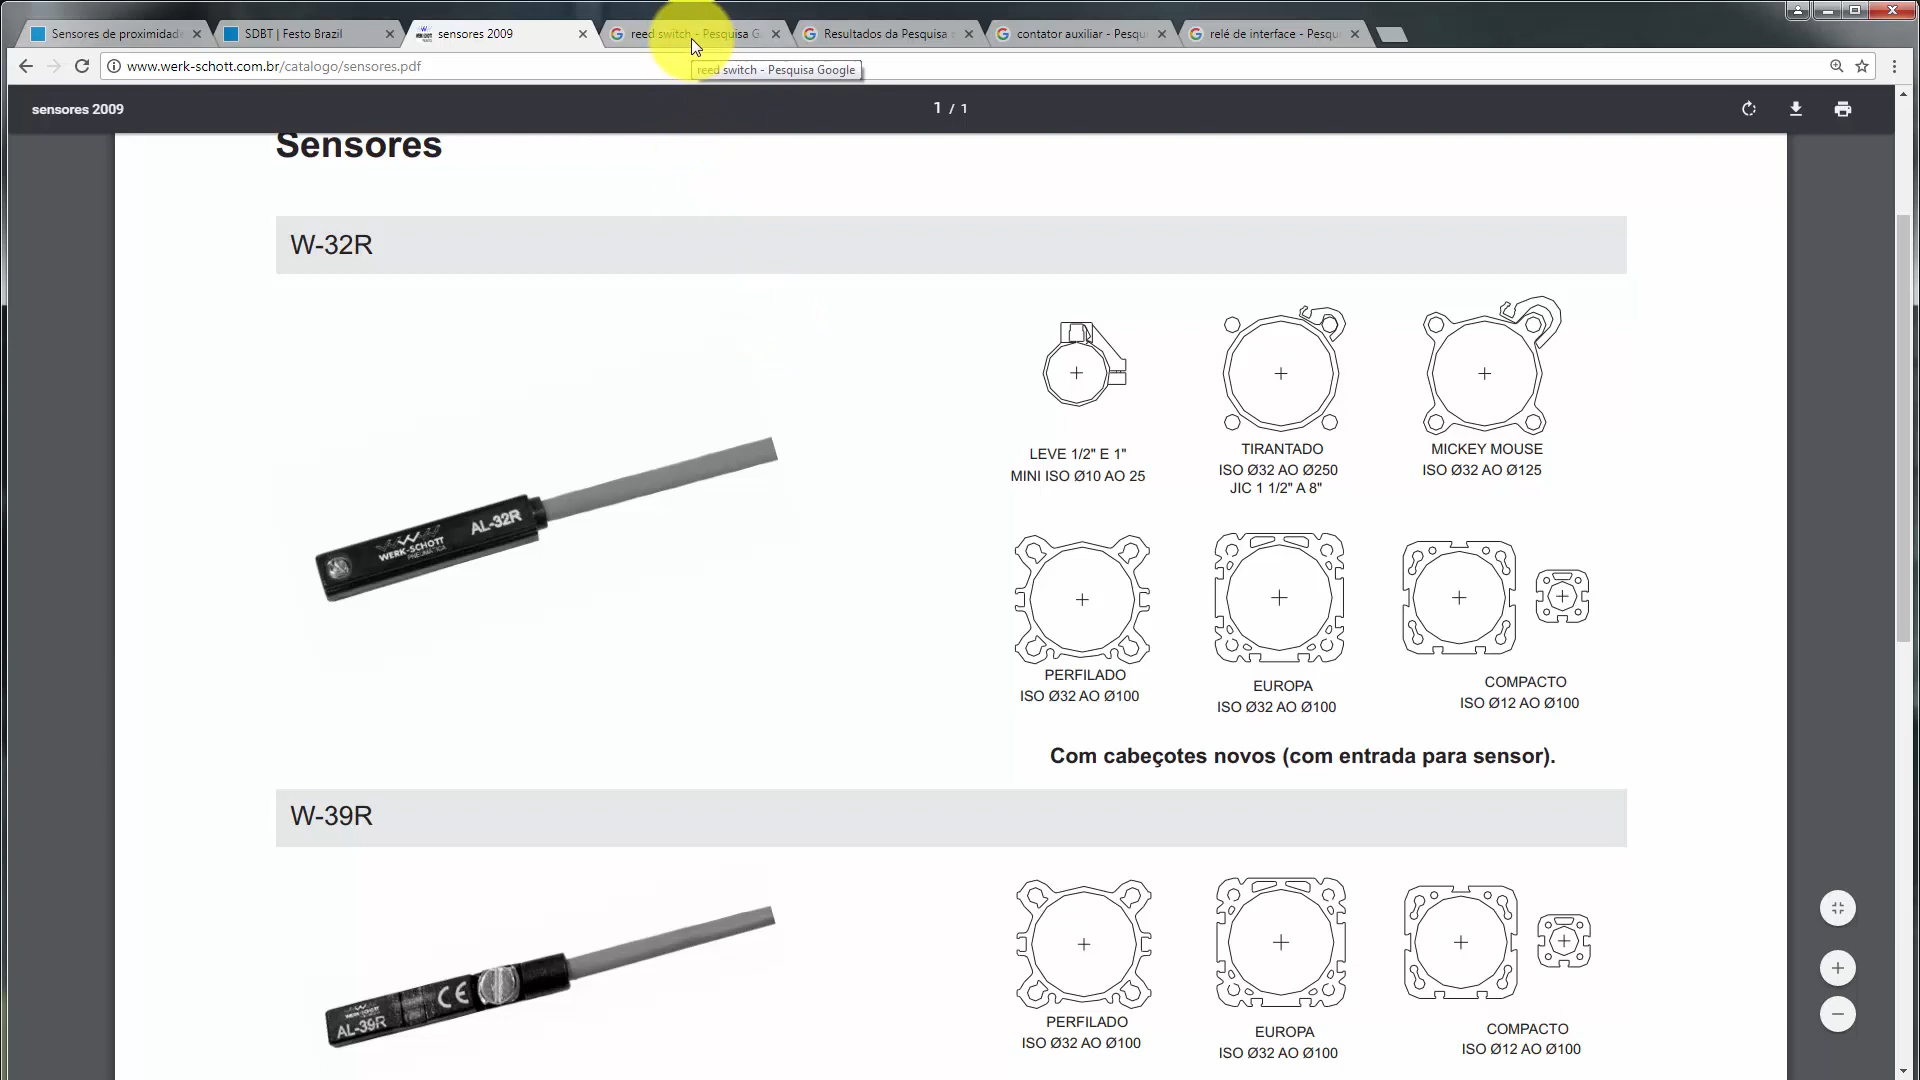 Sensores de proximidade
SDBT | Festo Brazil
sensores 2009
reed switch - Pesquisa G
Resultados da Pesquisa
contator auxiliar - Pesqu
relé de interface - Pesqu
www.werk-schott.com.br/catalogo/sensores.pdf
reed switch - Pesquisa Google
sensores 2009
1 / 1
Sensores
W-32R
LEVE 1/2" E 1"
MINI ISO Ø10 AO 25
TIRANTADO
ISO Ø32 AO Ø250
JIC 1 1/2" A 8"
MICKEY MOUSE
ISO Ø32 AO Ø125
WERK-SCHOTT
PNEUMÁTICA
AL-32R
PERFILADO
ISO Ø32 AO Ø100
EUROPA
ISO Ø32 AO Ø100
COMPACTO
ISO Ø12 AO Ø100
Com cabeçotes novos (com entrada para sensor).
W-39R
WERK-SCHOTT
AL-39R
CE
PERFILADO
ISO Ø32 AO Ø100
EUROPA
ISO Ø32 AO Ø100
COMPACTO
ISO Ø12 AO Ø100